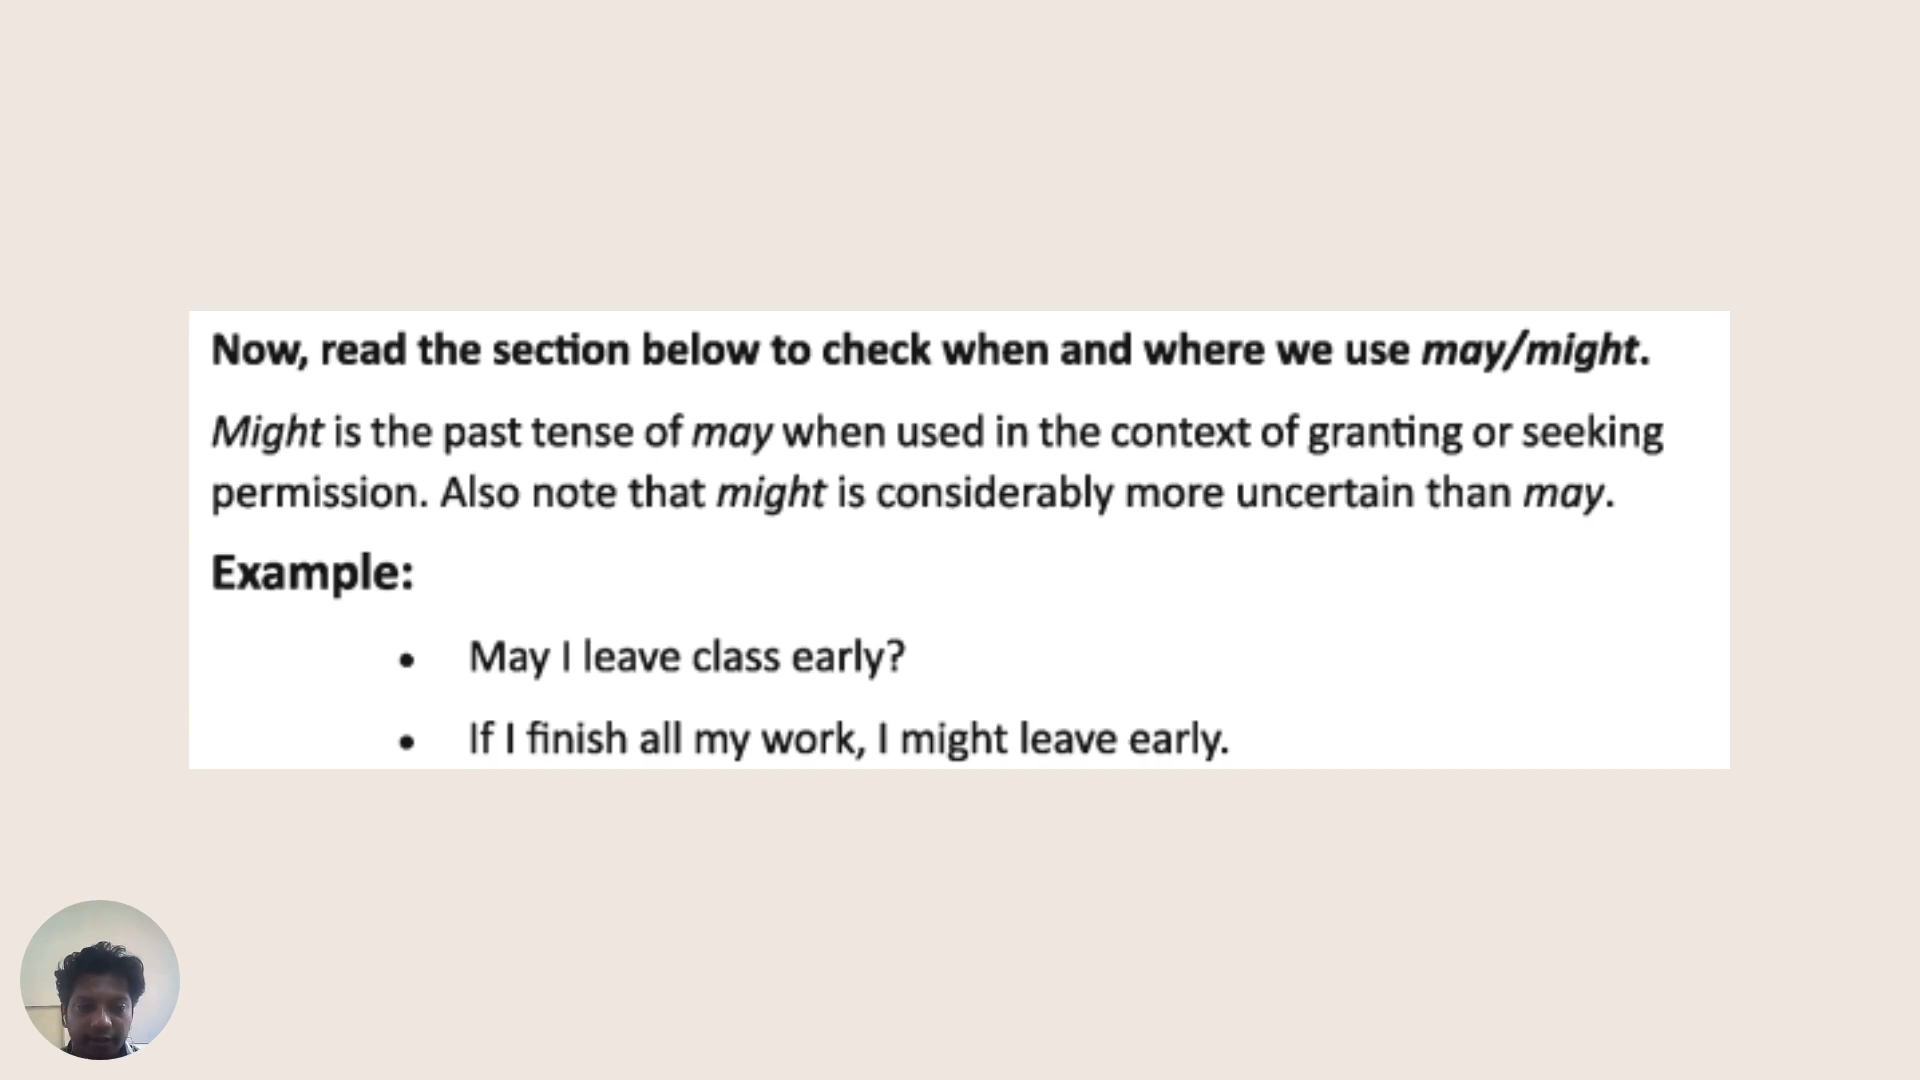 Now, read the section below to check when and where we use may/might.
Might is the past tense of may when used in the context of granting or seeking
permission. Also note that might is considerably more uncertain than may.
Example:
• May I leave class early?
• If I finish all my work, I might leave early.